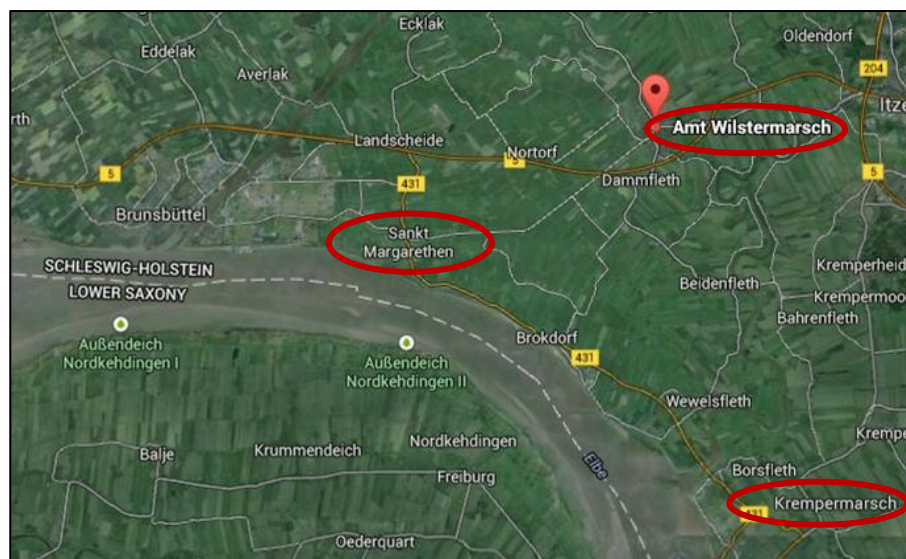 Ecklak
Oldendorf
Eddelak
Averlak
204
Itze
rth
Amt Wilstermarsch
Landscheide
Nortorf
5
5
5
431
Dammfleth
Brunsbüttel
Sankt
Margarethen
SCHLESWIG-HOLSTEIN
LOWER SAXONY
Kremperheid
Beidenfleth
Krempermoo
Bahrenfleth
Außendeich
Nordkehdingen I
Außendeich
Nordkehdingen II
Brokdorf
431
Wewelsfleth
Nordkehdingen
Krempe
Krummendeich
Balje
Elbe
Freiburg
Borsfleth
Krempermarsch
431
Oederquart